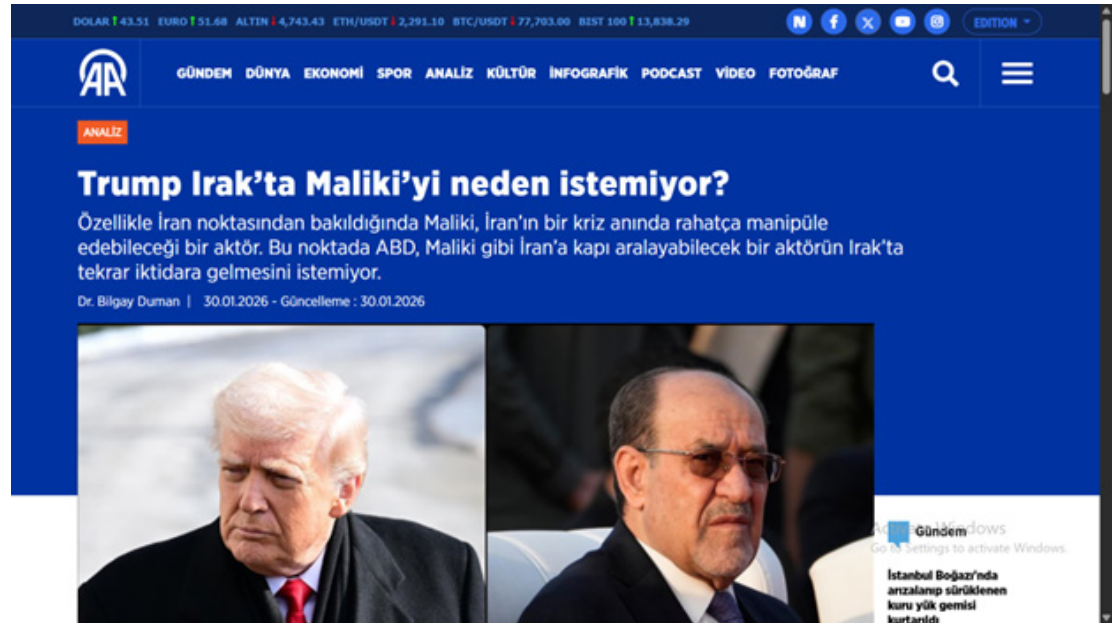 DOLAR 43.51 EURO 51.68 ALTIN 4,743.43 ETH/USDT 2,291.10 BTC/USDT 77,703.00 BIST 100 13,838.29
EDITION
AA
GÜNDEM DÜNYA EKONOMİ SPOR ANALİZ KÜLTÜR İNFOGRAFİK PODCAST VİDEO FOTOĞRAF
ANALİZ
Trump Irak’ta Maliki’yi neden istemiyor?
Özellikle İran noktasından bakıldığında Maliki, İran’ın bir kriz anında rahatça manipüle
edebileceği bir aktör. Bu noktada ABD, Maliki gibi İran’a kapı aralayabilecek bir aktörün Irak’ta
tekrar iktidara gelmesini istemiyor.
Dr. Bilgay Duman | 30.01.2026 - Güncelleme : 30.01.2026
Activate Windows
Go to Settings to activate Windows.
Gündem
İstanbul Boğazı’nda
arızalanıp sürüklenen
kuru yük gemisi
kurtarıldı